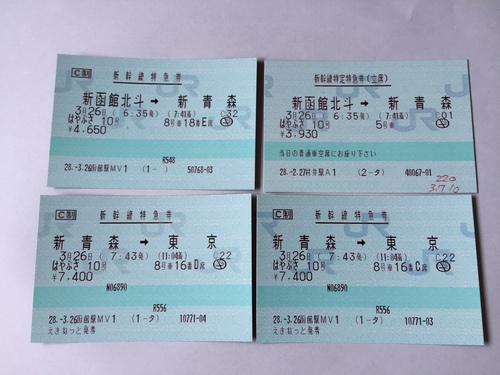 C制
新幹線特急券
新函館北斗 → 新青森
3月26日 (6:35発) (7:41着) C32
はやぶさ 10号 8号車18番E席
¥4,650
R548
28.-3.26函館駅MV1 (1- ) 50768-03
新幹線特定特急券(立席)
新函館北斗 → 新青森
3月26日 (6:35発) (7:41着) C01
はやぶさ 10号 5号車
¥3,930
当日の普通車空席にお座り下さい
28.-2.27 (2-タ) 40067-01
220
3.7 10
C制
新幹線特急券
新青森 → 東京
3月26日 (7:43発) (11:04着) C22
はやぶさ 10号 8号車16番D席
¥7,400
N06890
R556
28.-3.26函館駅MV1 (1-タ) 10771-04
えきねっと発券
C制
新幹線特急券
新青森 → 東京
3月26日 (7:43発) (11:04着) C22
はやぶさ 10号 8号車16番C席
¥7,400
N06890
R556
28.-3.26函館駅MV1 (1-タ) 10771-03
えきねっと発券